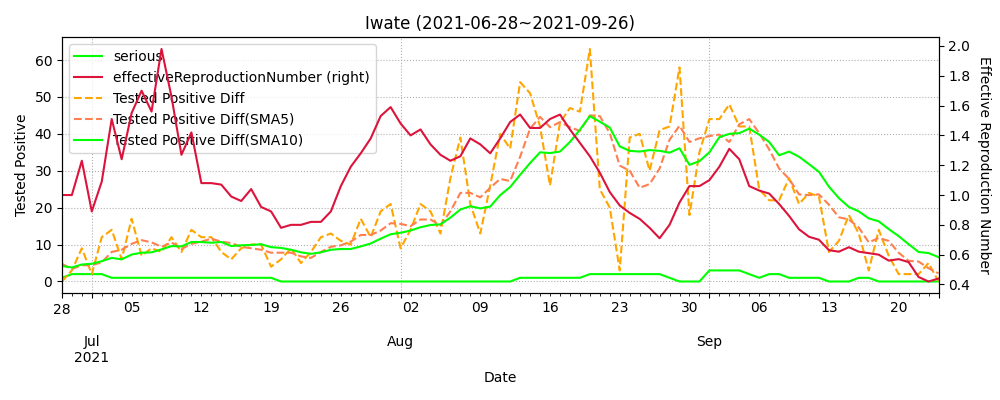 Iwate (2021-06-28~2021-09-26)
serious
effectiveReproductionNumber (right)
Tested Positive Diff
Tested Positive Diff(SMA5)
Tested Positive Diff(SMA10)
Tested Positive
60
50
40
30
20
10
0
2.0
1.8
1.6
1.4
1.2
1.0
0.8
0.6
0.4
Effective Reproduction Number
28 05 12 19 26 02 09 16 23 30 06 13 20
Jul Aug Sep
2021
Date